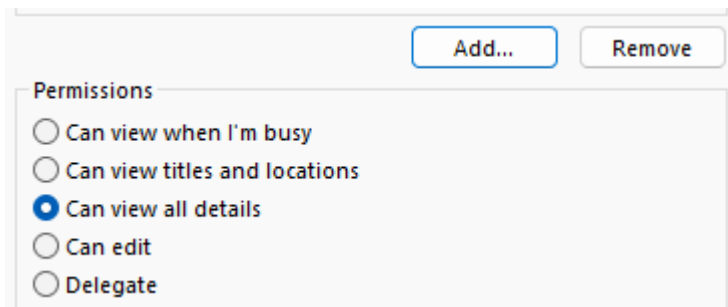 Add... Remove
Permissions
Can view when I'm busy
Can view titles and locations
Can view all details
Can edit
Delegate